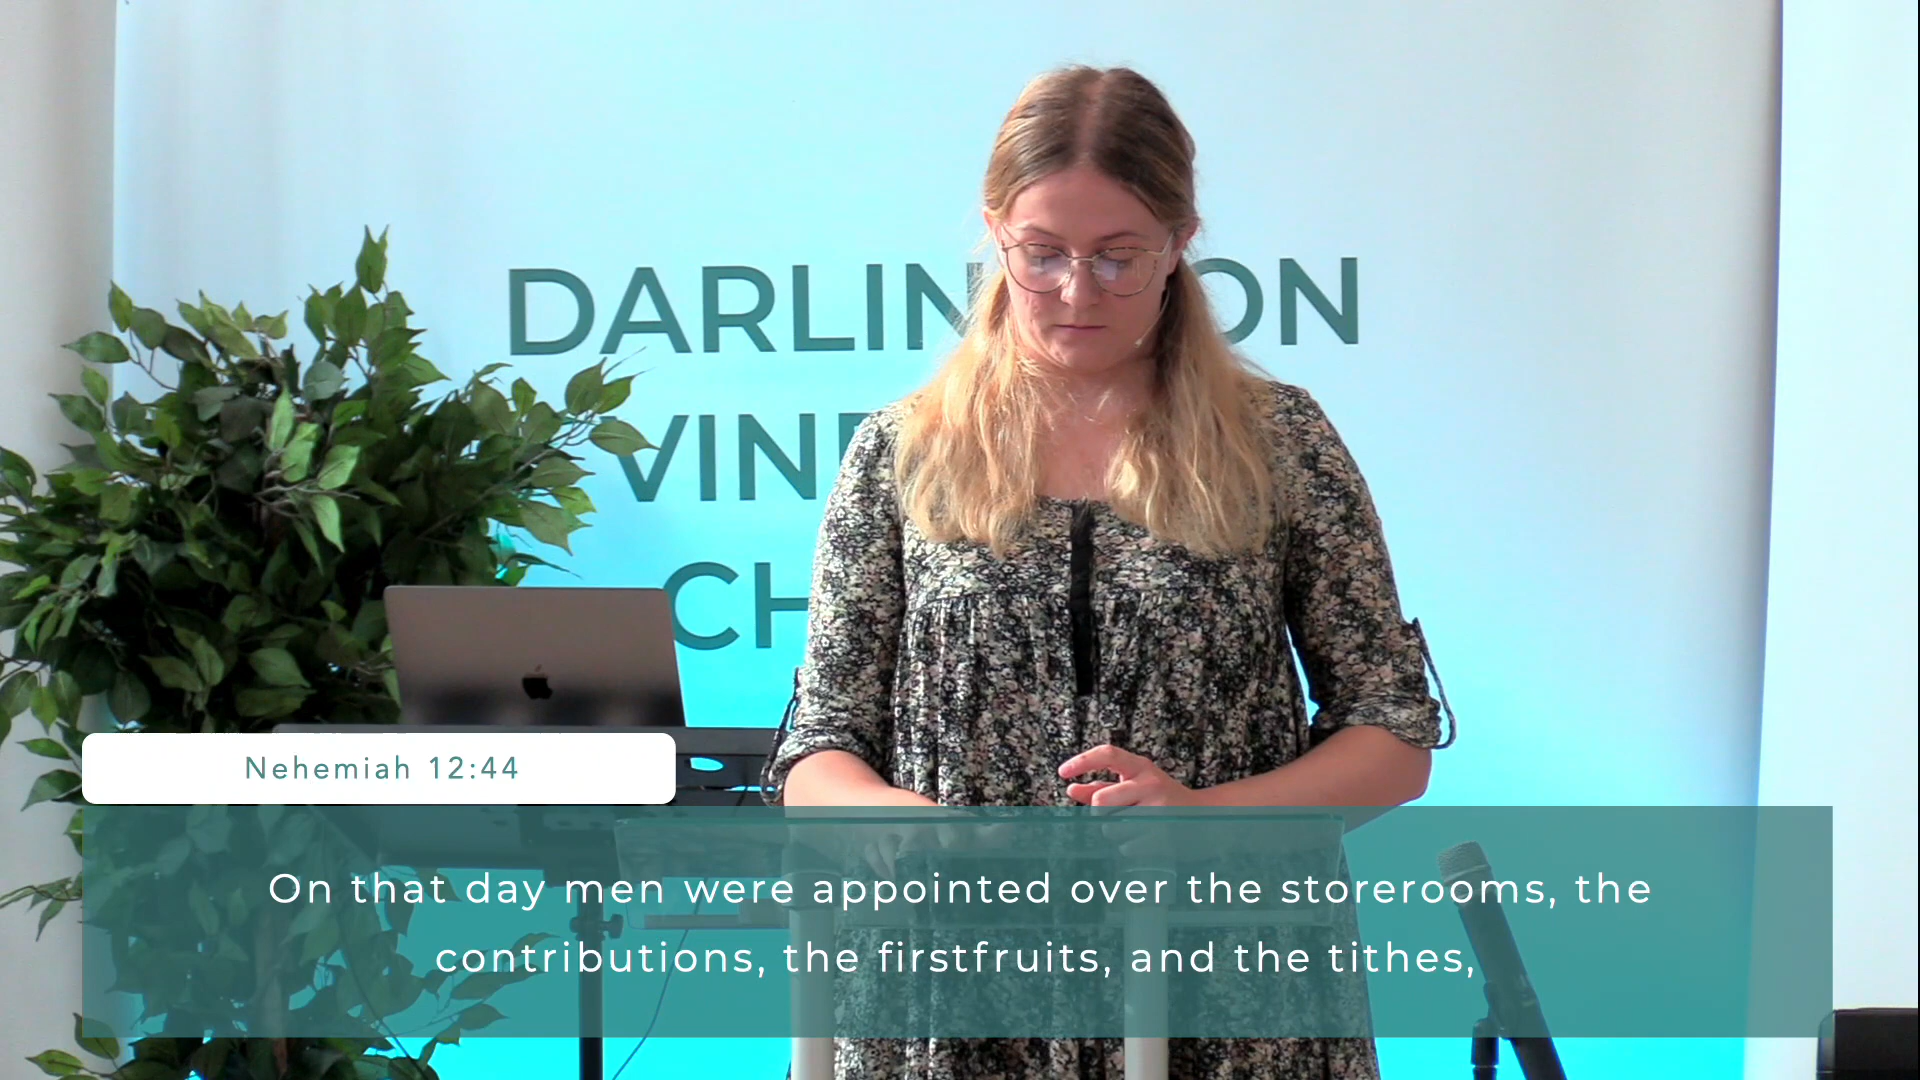 DARLIN ON
VIN
CH
Nehemiah 12:44
On that day men were appointed over the storerooms, the
contributions, the firstfruits, and the tithes,